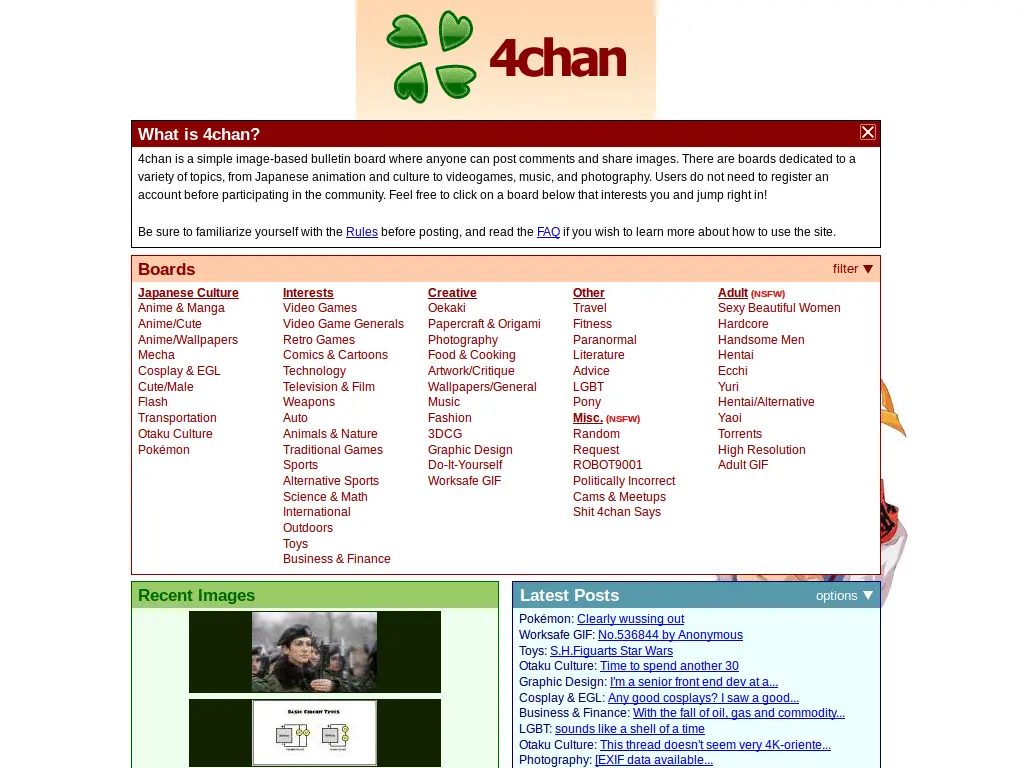 4chan
What is 4chan?
4chan is a simple image-based bulletin board where anyone can post comments and share images. There are boards dedicated to a
variety of topics, from Japanese animation and culture to videogames, music, and photography. Users do not need to register an
account before participating in the community. Feel free to click on a board below that interests you and jump right in!
Be sure to familiarize yourself with the Rules before posting, and read the FAQ if you wish to learn more about how to use the site.
Boards
filter ▼
Japanese Culture
Anime & Manga
Anime/Cute
Anime/Wallpapers
Mecha
Cosplay & EGL
Cute/Male
Flash
Transportation
Otaku Culture
Pokémon
Interests
Video Games
Video Game Generals
Retro Games
Comics & Cartoons
Technology
Television & Film
Weapons
Auto
Animals & Nature
Traditional Games
Sports
Alternative Sports
Science & Math
International
Outdoors
Toys
Business & Finance
Creative
Oekaki
Papercraft & Origami
Photography
Food & Cooking
Artwork/Critique
Wallpapers/General
Music
Fashion
3DCG
Graphic Design
Do-It-Yourself
Worksafe GIF
Other
Travel
Fitness
Paranormal
Literature
Advice
LGBT
Pony
Misc. (NSFW)
Random
Request
ROBOT9001
Politically Incorrect
Cams & Meetups
Shit 4chan Says
Adult (NSFW)
Sexy Beautiful Women
Hardcore
Handsome Men
Hentai
Ecchi
Yuri
Hentai/Alternative
Yaoi
Torrents
High Resolution
Adult GIF
Recent Images
BASIC CIRCUIT TYPES
Latest Posts
options ▼
Pokémon: Clearly wussing out
Worksafe GIF: No.536844 by Anonymous
Toys: S.H.Figuarts Star Wars
Otaku Culture: Time to spend another 30
Graphic Design: I'm a senior front end dev at a...
Cosplay & EGL: Any good cosplays? I saw a good...
Business & Finance: With the fall of oil, gas and commodity...
LGBT: sounds like a shell of a time
Otaku Culture: This thread doesn't seem very 4K-oriente...
Photography: [EXIF data available...